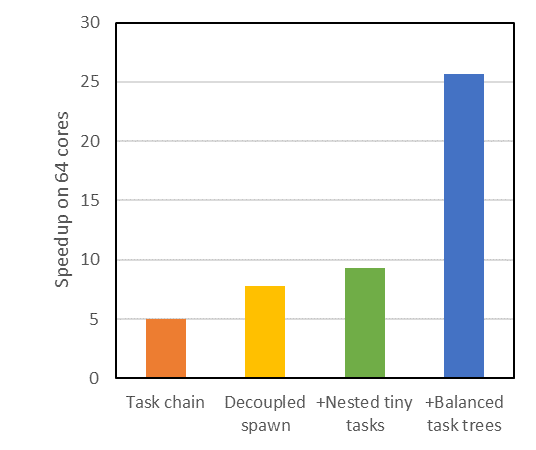 30
25
20
15
10
5
0
Speedup on 64 cores
Task chain
Decoupled
spawn
+Nested tiny
tasks
+Balanced
task trees